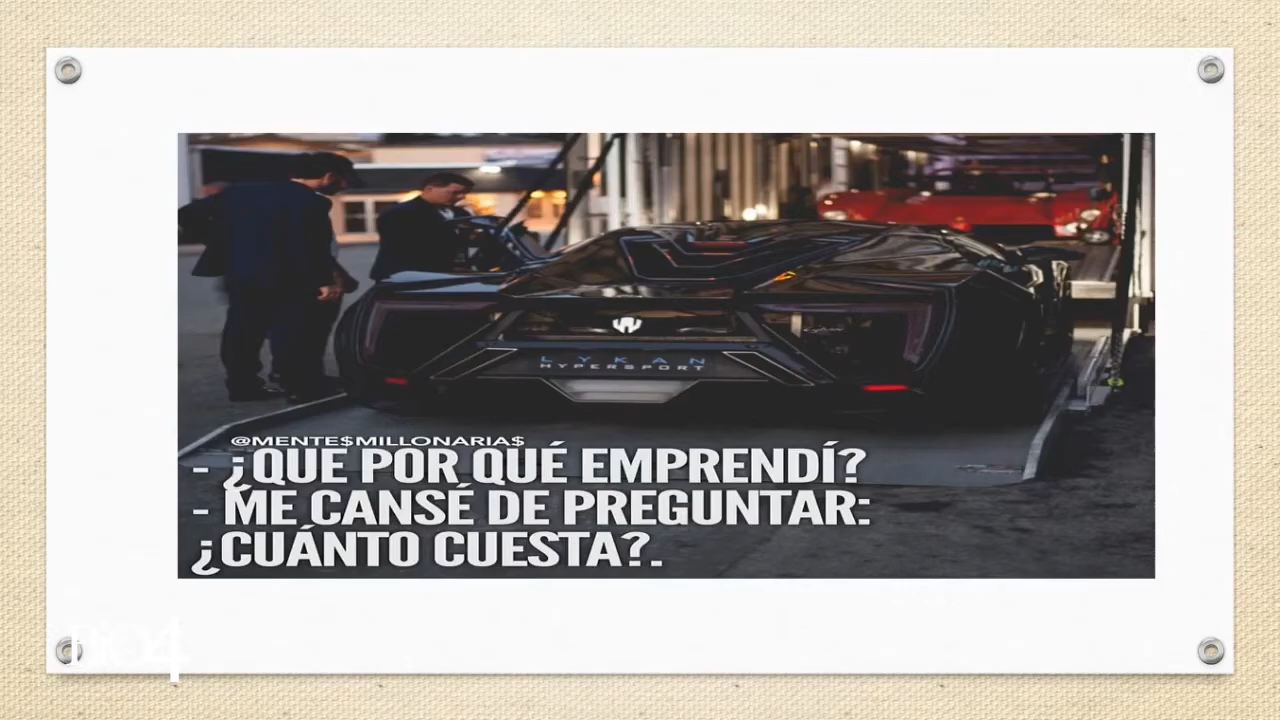 LYKAN
HYPERSPORT
@MENTE$MILLONARIA$
- ¿QUE POR QUÉ EMPRENDÍ?
- ME CANSÉ DE PREGUNTAR:
¿CUÁNTO CUESTA?.